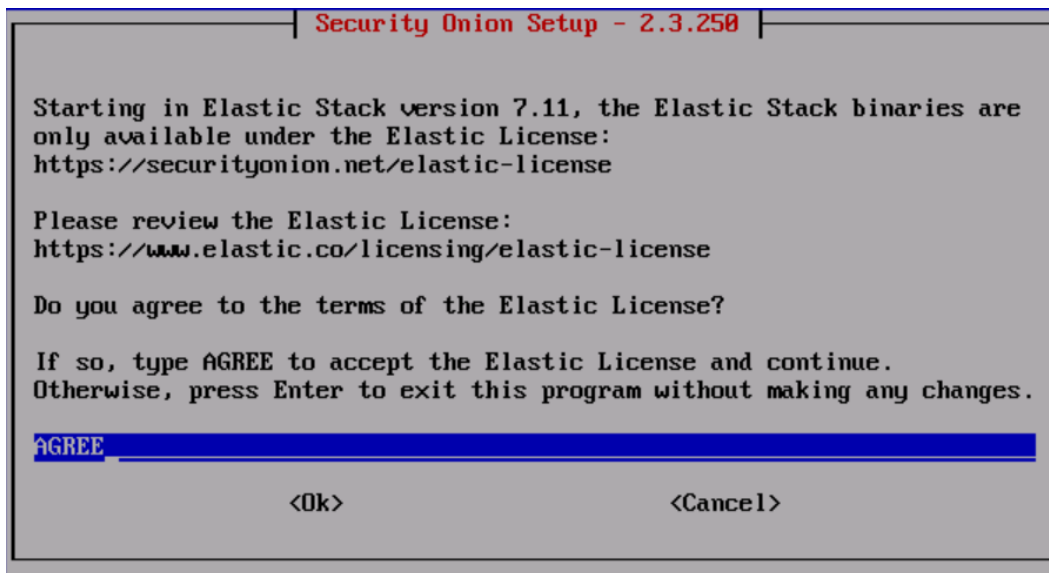 Security Onion Setup - 2.3.250
Starting in Elastic Stack version 7.11, the Elastic Stack binaries are
only available under the Elastic License:
https://securityonion.net/elastic-license
Please review the Elastic License:
https://www.elastic.co/licensing/elastic-license
Do you agree to the terms of the Elastic License?
If so, type AGREE to accept the Elastic License and continue.
Otherwise, press Enter to exit this program without making any changes.
AGREE
<Ok> <Cancel>